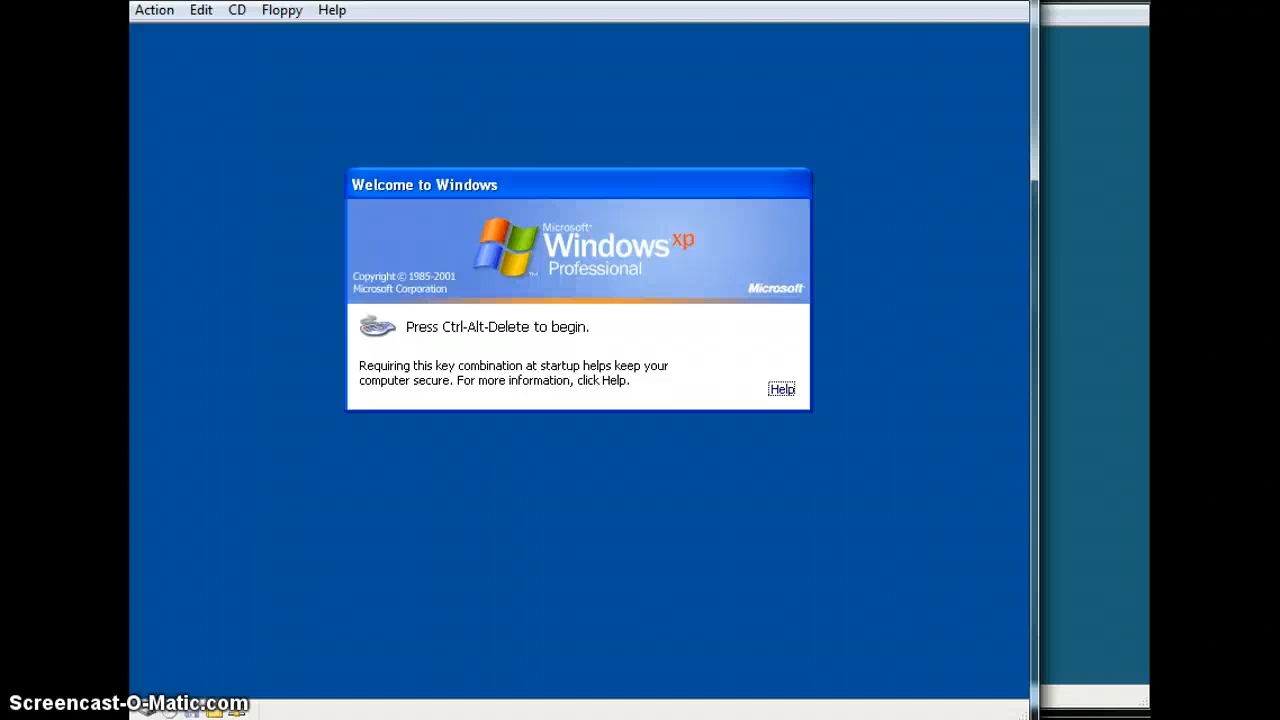 Action Edit CD Floppy Help
Welcome to Windows
Microsoft®
Windows xp
Professional
Copyright © 1985-2001
Microsoft Corporation
Microsoft
Press Ctrl-Alt-Delete to begin.
Requiring this key combination at startup helps keep your
computer secure. For more information, click Help.
Help
Screencast-O-Matic.com